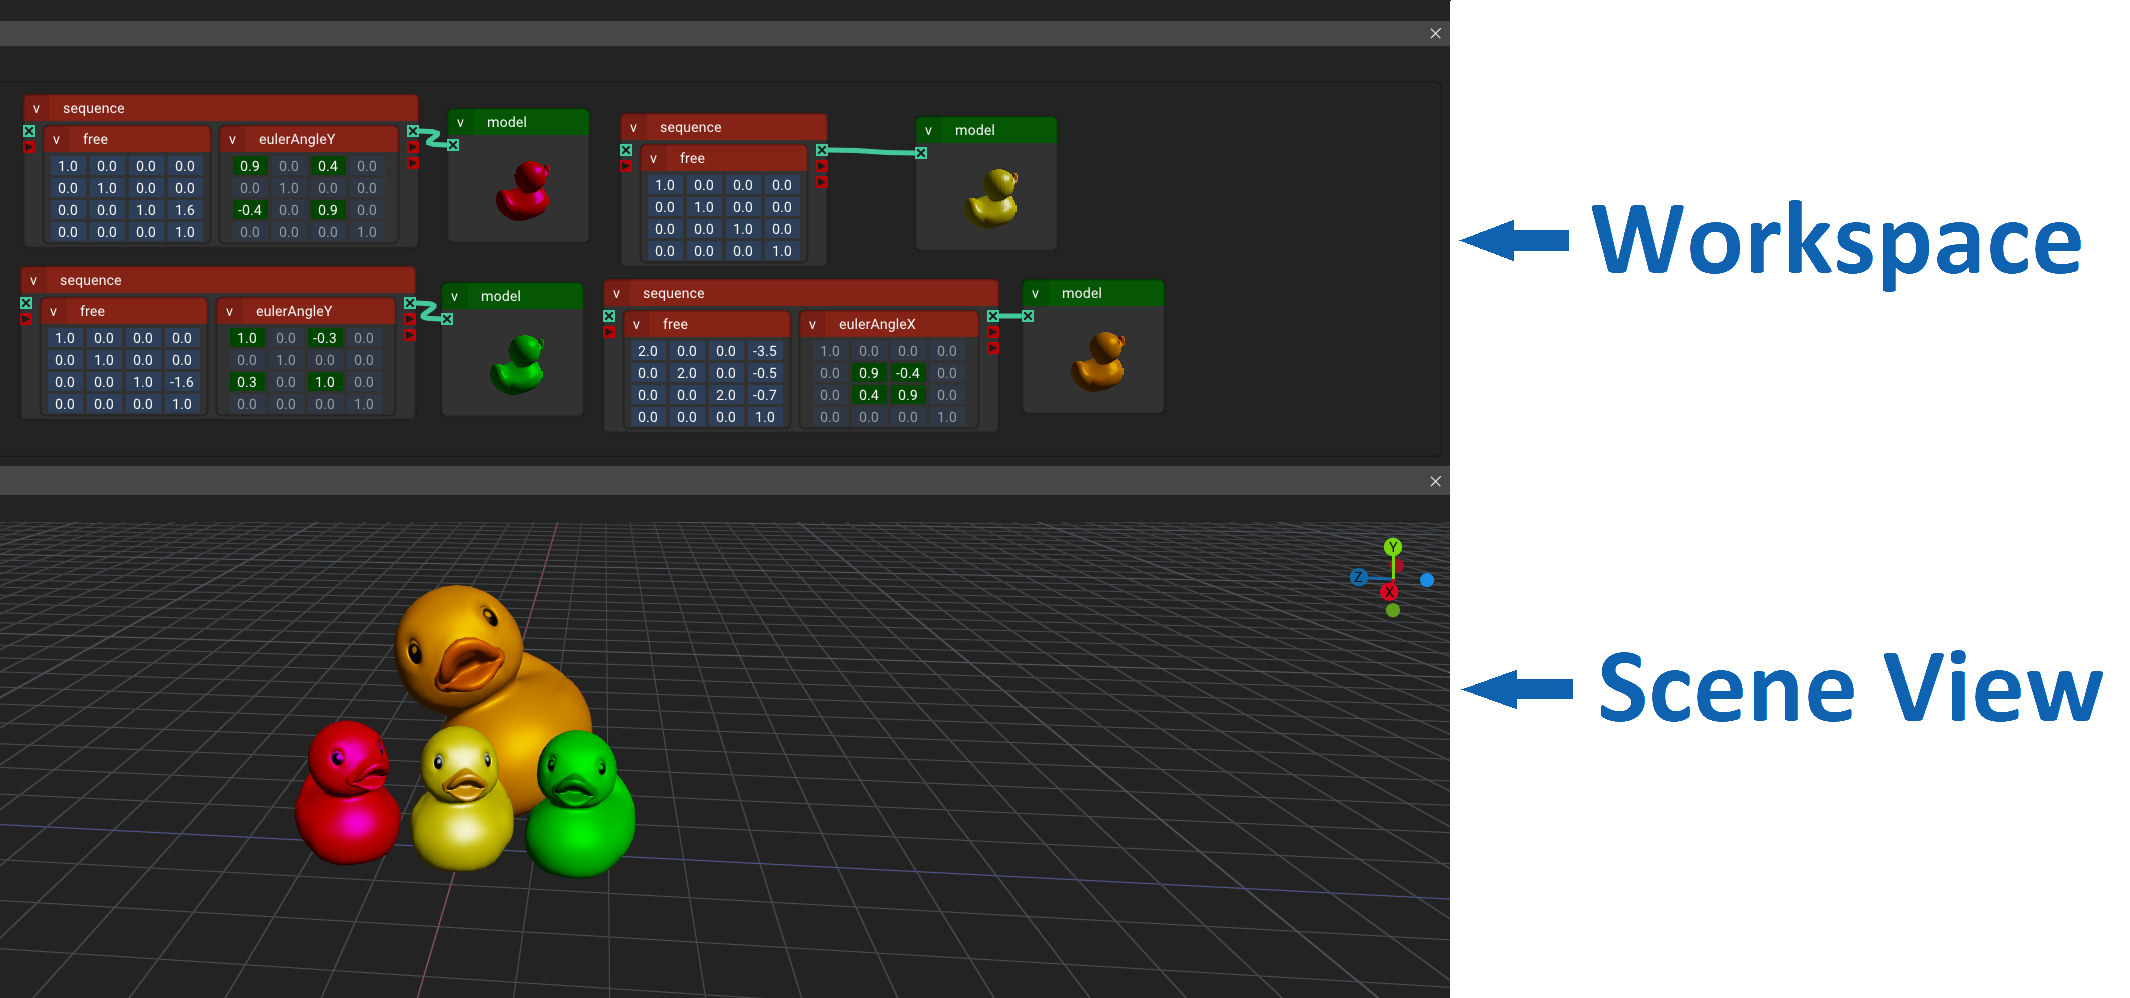 sequence
v free
1.0 0.0 0.0 0.0
0.0 1.0 0.0 0.0
0.0 0.0 1.0 1.6
0.0 0.0 0.0 1.0
v eulerAngleY
0.9 0.0 0.4 0.0
0.0 1.0 0.0 0.0
-0.4 0.0 0.9 0.0
0.0 0.0 0.0 1.0
v model
v sequence
v free
1.0 0.0 0.0 0.0
0.0 1.0 0.0 0.0
0.0 0.0 1.0 0.0
0.0 0.0 0.0 1.0
v model
v sequence
v free
1.0 0.0 0.0 0.0
0.0 1.0 0.0 0.0
0.0 0.0 1.0 -1.6
0.0 0.0 0.0 1.0
v eulerAngleY
1.0 0.0 -0.3 0.0
0.0 1.0 0.0 0.0
0.3 0.0 1.0 0.0
0.0 0.0 0.0 1.0
v model
v sequence
v free
2.0 0.0 0.0 -3.5
0.0 2.0 0.0 -0.5
0.0 0.0 2.0 -0.7
0.0 0.0 0.0 1.0
v eulerAngleX
1.0 0.0 0.0 0.0
0.0 0.9 -0.4 0.0
0.0 0.4 0.9 0.0
0.0 0.0 0.0 1.0
v model
Workspace
Y
Z
X
Scene View